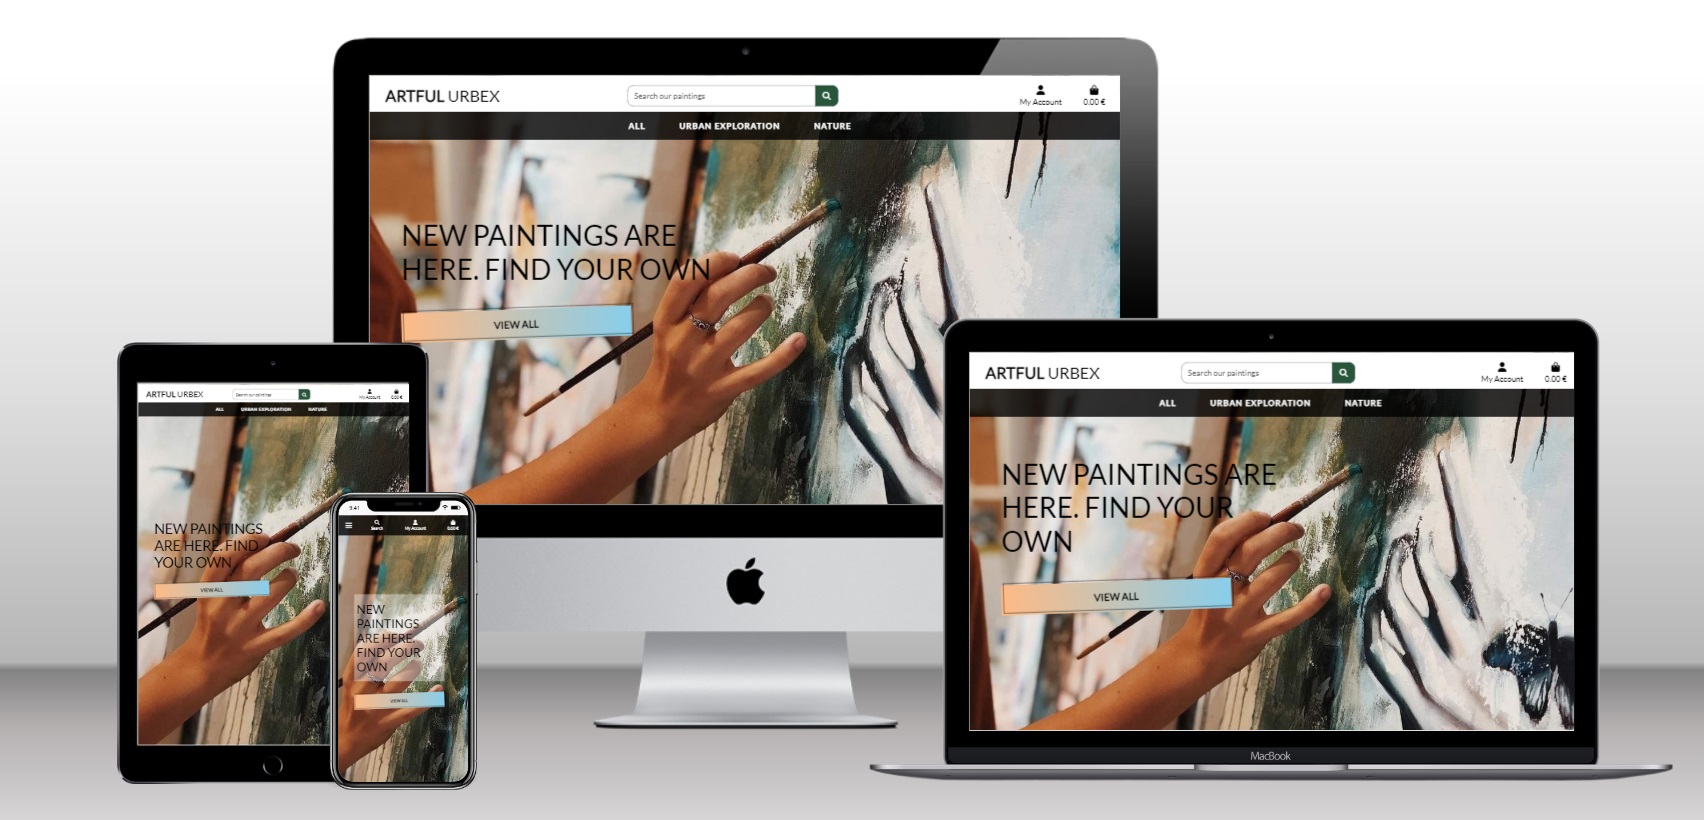 ARTFUL URBEX
Search our paintings
My Account
0.00 €
ALL URBAN EXPLORATION NATURE
NEW PAINTINGS ARE
HERE. FIND YOUR OWN
VIEW ALL
ARTFUL URBEX
Search our paintings
My Account
0.00 €
ALL URBAN EXPLORATION NATURE
NEW PAINTINGS
ARE HERE. FIND
YOUR OWN
VIEW ALL
9:41
Search
My Account
0.00 €
NEW
PAINTINGS
ARE HERE.
FIND YOUR
OWN
VIEW ALL
ARTFUL URBEX
Search our paintings
My Account
0.00 €
ALL URBAN EXPLORATION NATURE
NEW PAINTINGS ARE
HERE. FIND YOUR
OWN
VIEW ALL
MacBook